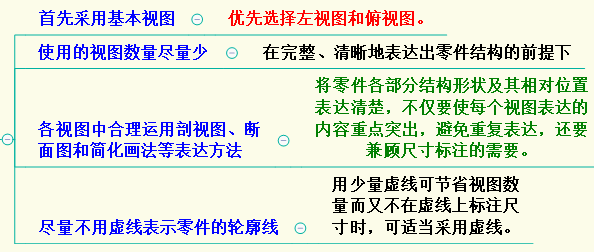 首先采用基本视图 优先选择左视图和俯视图。
使用的视图数量尽量少 在完整、清晰地表达出零件结构的前提下
各视图中合理运用剖视图、断
面图和简化画法等表达方法
将零件各部分结构形状及其相对位置
表达清楚，不仅要使每个视图表达的
内容重点突出，避免重复表达，还要
兼顾尺寸标注的需要。
尽量不用虚线表示零件的轮廓线
用少量虚线可节省视图数
量而又不在虚线上标注尺
寸时，可适当采用虚线。